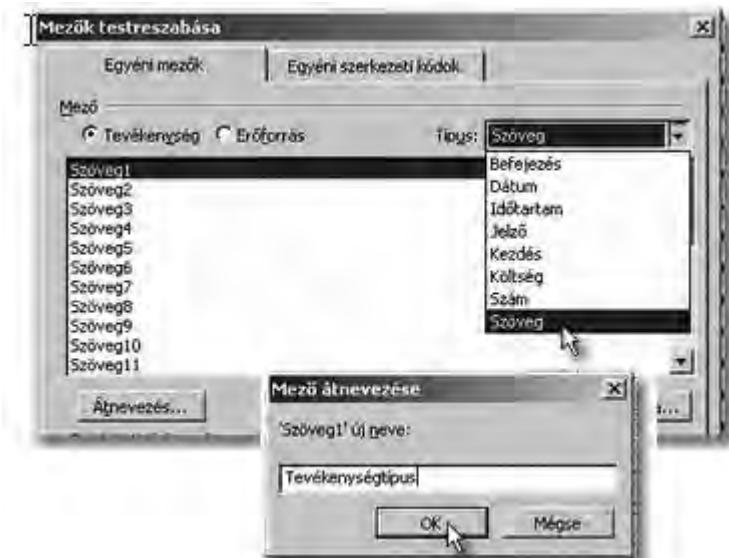 Mezők testreszabása
Egyéni mezők
Egyéni szerkezeti kódok
Mező
Tevékenység
Erőforrás
Típus:
Szöveg
Szöveg1
Szöveg2
Szöveg3
Szöveg4
Szöveg5
Szöveg6
Szöveg7
Szöveg8
Szöveg9
Szöveg10
Szöveg11
Befejezés
Dátum
Időtartam
Jelző
Kezdés
Költség
Szám
Szöveg
Átnevezés...
Mező átnevezése
'Szöveg1' új neve:
Tevékenységtípus
OK
Mégse